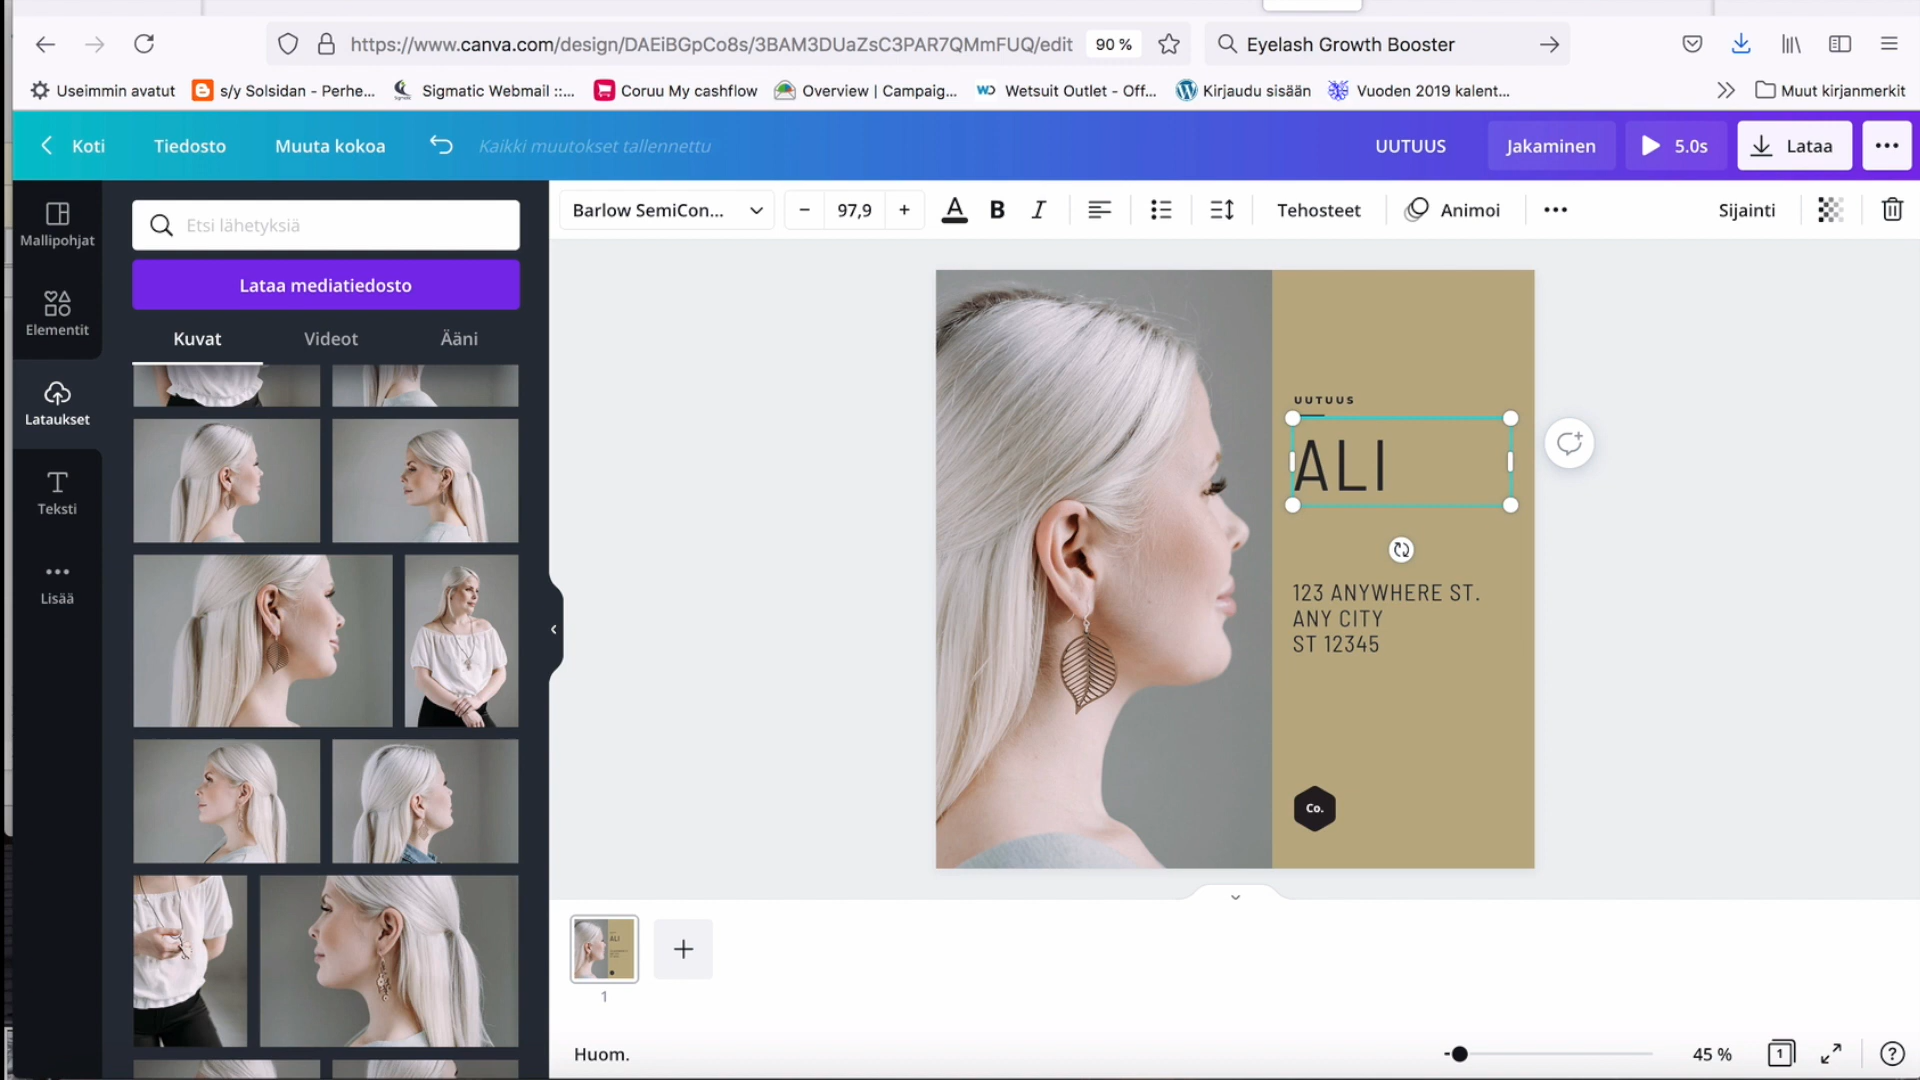 https://www.canva.com/design/DAEiBGpCo8s/3BAM3DUaZsC3PAR7QMmFUQ/edit 90 % Eyelash Growth Booster
Useimmin avatut s/y Solsidan - Perhe... Sigmatic Webmail ::... Coruu My cashflow Overview | Campaig... Wetsuit Outlet - Off... Kirjaudu sisään Vuoden 2019 kalent... Muut kirjanmerkit
Koti Tiedosto Muuta kokoa Kaikki muutokset tallennettu UUTUUS Jakaminen 5.0s Lataa
Etsi lähetyksiä
Barlow SemiCon... 97,9 A B I Tehosteet Animoi Sijainti
Mallipohjat
Lataa mediatiedosto
Elementit
Kuvat Videot Ääni
Lataukset
Teksti
Lisää
UUTUUS
ALI
123 ANYWHERE ST.
ANY CITY
ST 12345
Co.
1
Huom. 45 % 1